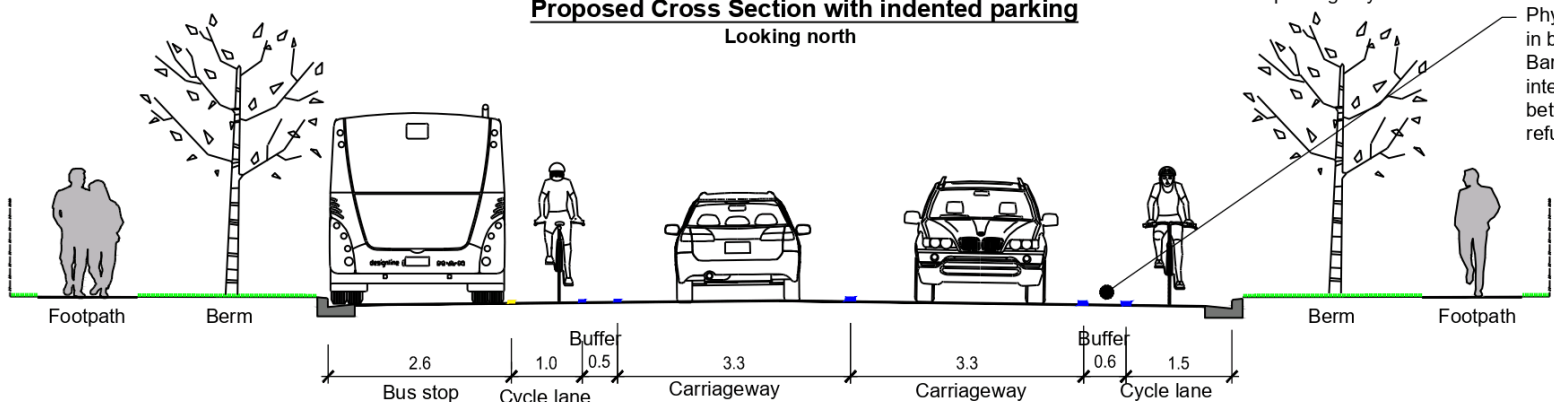 Proposed Cross Section with indented parking
Looking north
Phy
in b
Bar
inte
bet
refu
designline
Footpath
Berm
Berm
Footpath
Buffer
Buffer
2.6
1.0
0.5
3.3
3.3
0.6
1.5
Bus stop
Cycle lane
Carriageway
Carriageway
Cycle lane